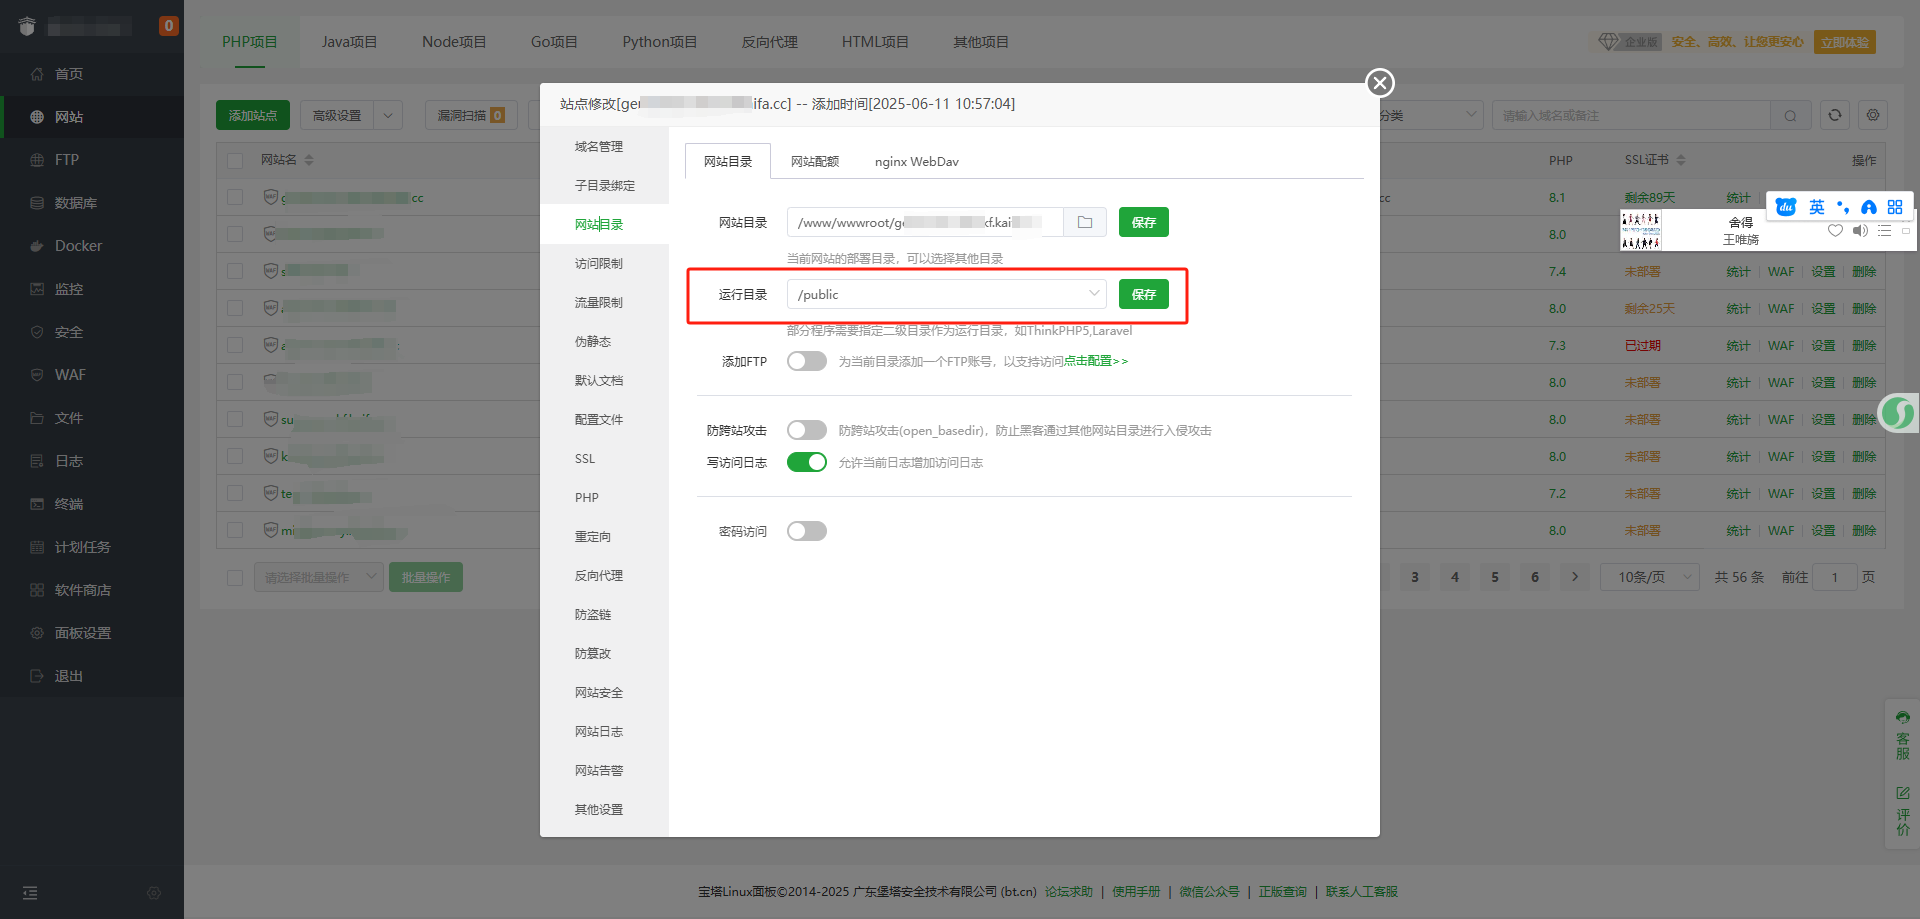 0
首页
网站
FTP
数据库
Docker
监控
安全
WAF
文件
日志
终端
计划任务
软件商店
面板设置
退出
PHP项目 Java项目 Node项目 Go项目 Python项目 反向代理 HTML项目 其他项目
企业版 安全、高效、让您更安心 立即体验
添加站点 高级设置 漏洞扫描 0
分类 请输入域名或备注
网站名 PHP SSL证书 操作
cc cc 8.1 剩余89天 统计
8.0
7.4 未部署 统计 WAF 设置 删除
8.0 剩余25天 统计 WAF 设置 删除
7.3 已过期 统计 WAF 设置 删除
8.0 未部署 统计 WAF 设置 删除
su 8.0 未部署 统计 WAF 设置 删除
k 8.0 未部署 统计 WAF 设置 删除
te 7.2 未部署 统计 WAF 设置 删除
mi 8.0 未部署 统计 WAF 设置 删除
请选择批量操作 批量操作
3 4 5 6 > 10条/页 共 56 条 前往 1 页
站点修改[ge ifa.cc] -- 添加时间[2025-06-11 10:57:04]
域名管理
子目录绑定
网站目录
访问限制
流量限制
伪静态
默认文档
配置文件
SSL
PHP
重定向
反向代理
防盗链
防篡改
网站安全
网站日志
网站告警
其他设置
网站目录 网站配额 nginx WebDav
网站目录 /www/wwwroot/ge kf.kai 保存
当前网站的部署目录，可以选择其他目录
运行目录 /public 保存
部分程序需要指定二级目录作为运行目录，如ThinkPHP5,Laravel
添加FTP 为当前目录添加一个FTP账号，以支持访问点击配置>>
防跨站攻击 防跨站攻击(open_basedir)，防止黑客通过其他网站目录进行入侵攻击
写访问日志 允许当前日志增加访问日志
密码访问
du 英
舍得
王唯旖
客服
评价
宝塔Linux面板©2014-2025 广东堡塔安全技术有限公司 (bt.cn) 论坛求助 | 使用手册 | 微信公众号 | 正版查询 | 联系人工客服